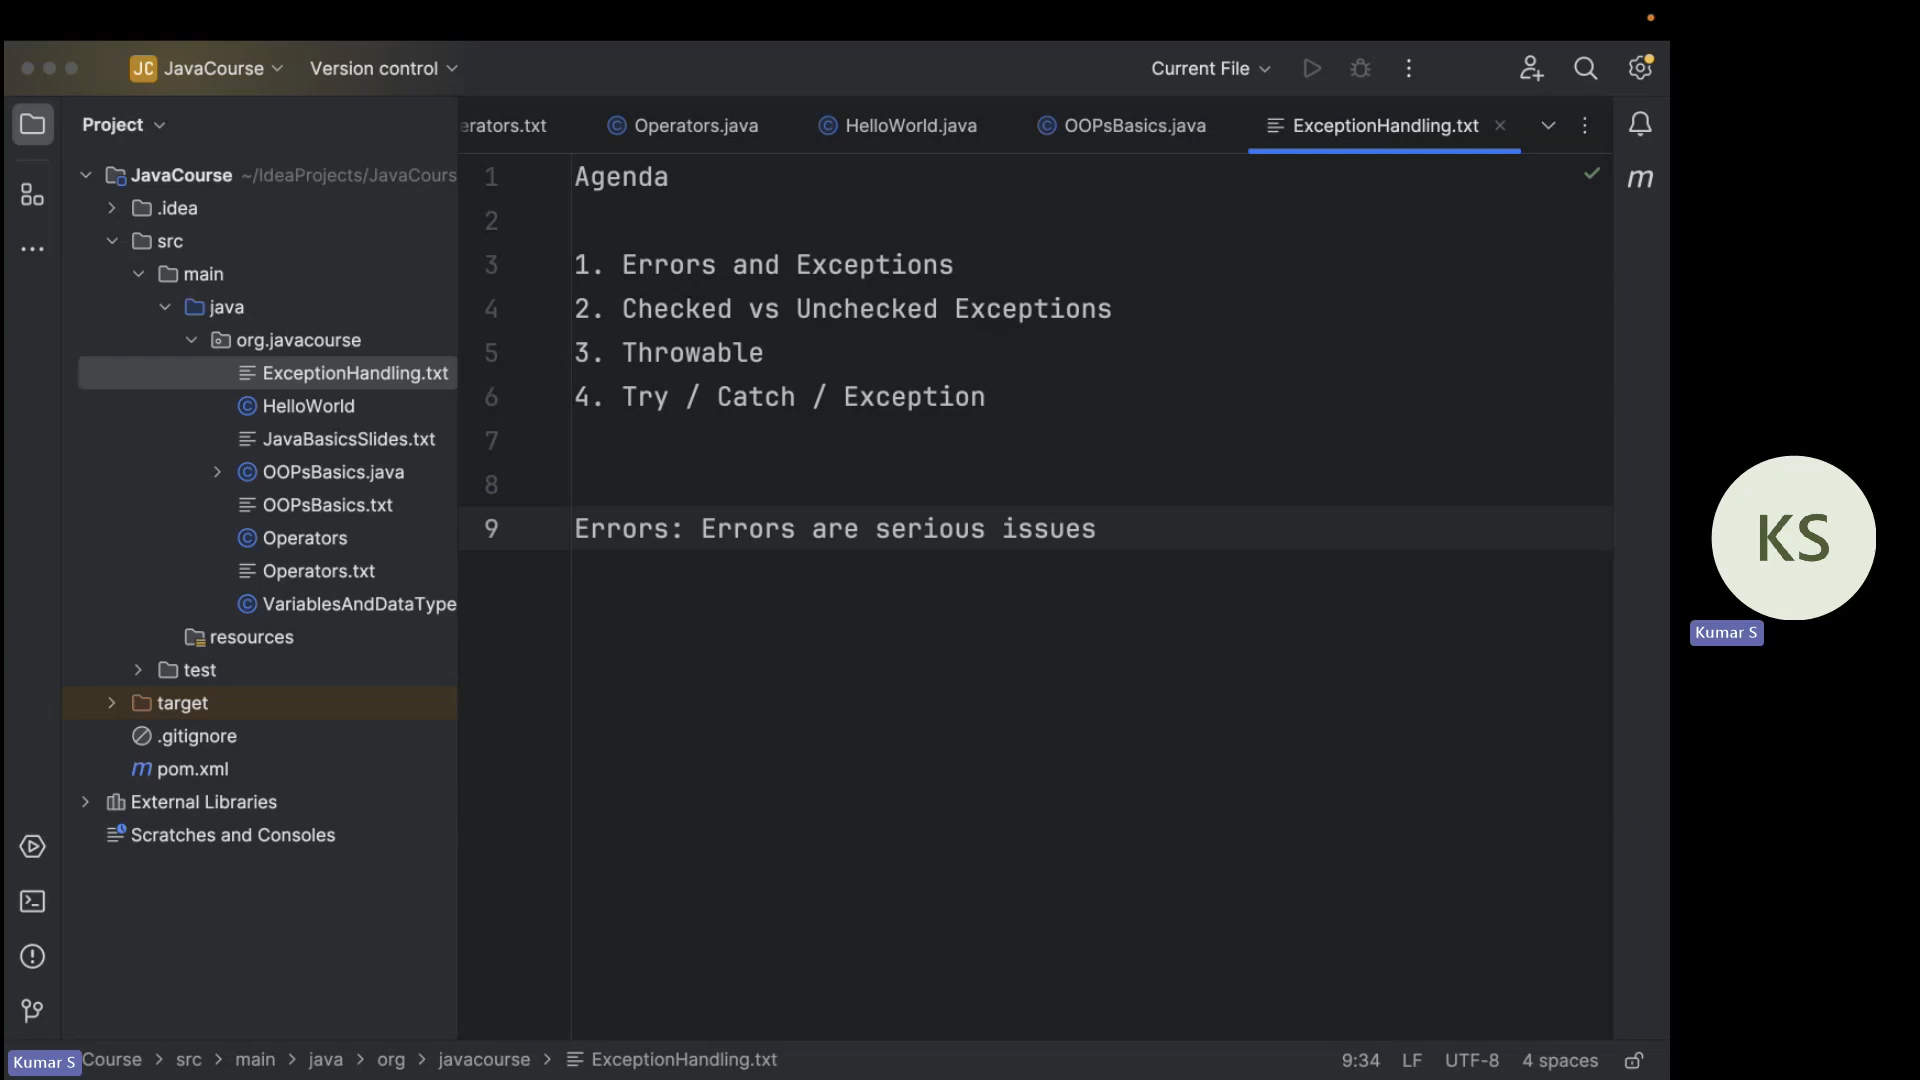 JC JavaCourse Version control Current File
Project
erators.txt Operators.java HelloWorld.java OOPsBasics.java ExceptionHandling.txt
JavaCourse ~/IdeaProjects/JavaCours
.idea
src
main
java
org.javacourse
ExceptionHandling.txt
HelloWorld
JavaBasicsSlides.txt
OOPsBasics.java
OOPsBasics.txt
Operators
Operators.txt
VariablesAndDataType
resources
test
target
.gitignore
m pom.xml
External Libraries
Scratches and Consoles
1 Agenda
2
3 1. Errors and Exceptions
4 2. Checked vs Unchecked Exceptions
5 3. Throwable
6 4. Try / Catch / Exception
7
8
9 Errors: Errors are serious issues
m
KS
Kumar S
Kumar S Course > src > main > java > org > javacourse > ExceptionHandling.txt
9:34 LF UTF-8 4 spaces